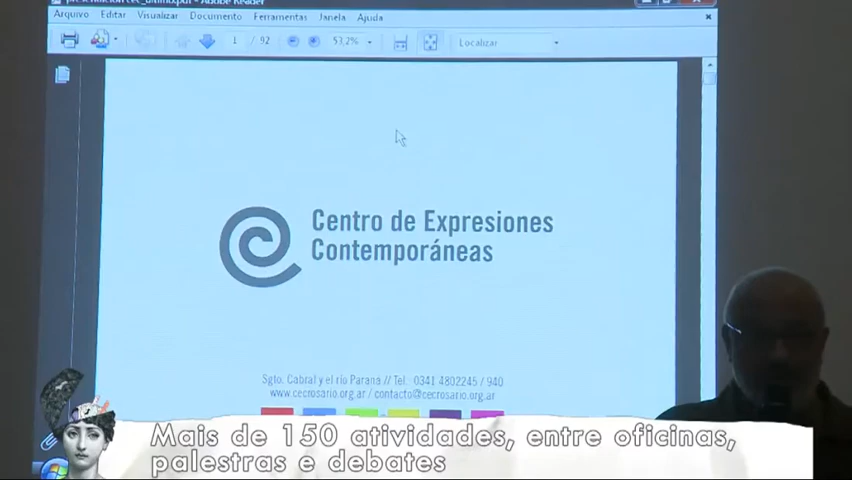 Arquivo Editar Visualizar Documento Ferramentas Janela Ajuda
1 / 92 53,2% Localizar
Centro de Expresiones
Contemporáneas
Sgto. Cabral y el río Paraná // Tel. 0341 4802245 / 940
www.cecrosario.org.ar / contacto@cecrosario.org.ar
Mais de 150 atividades, entre oficinas,
palestras e debates